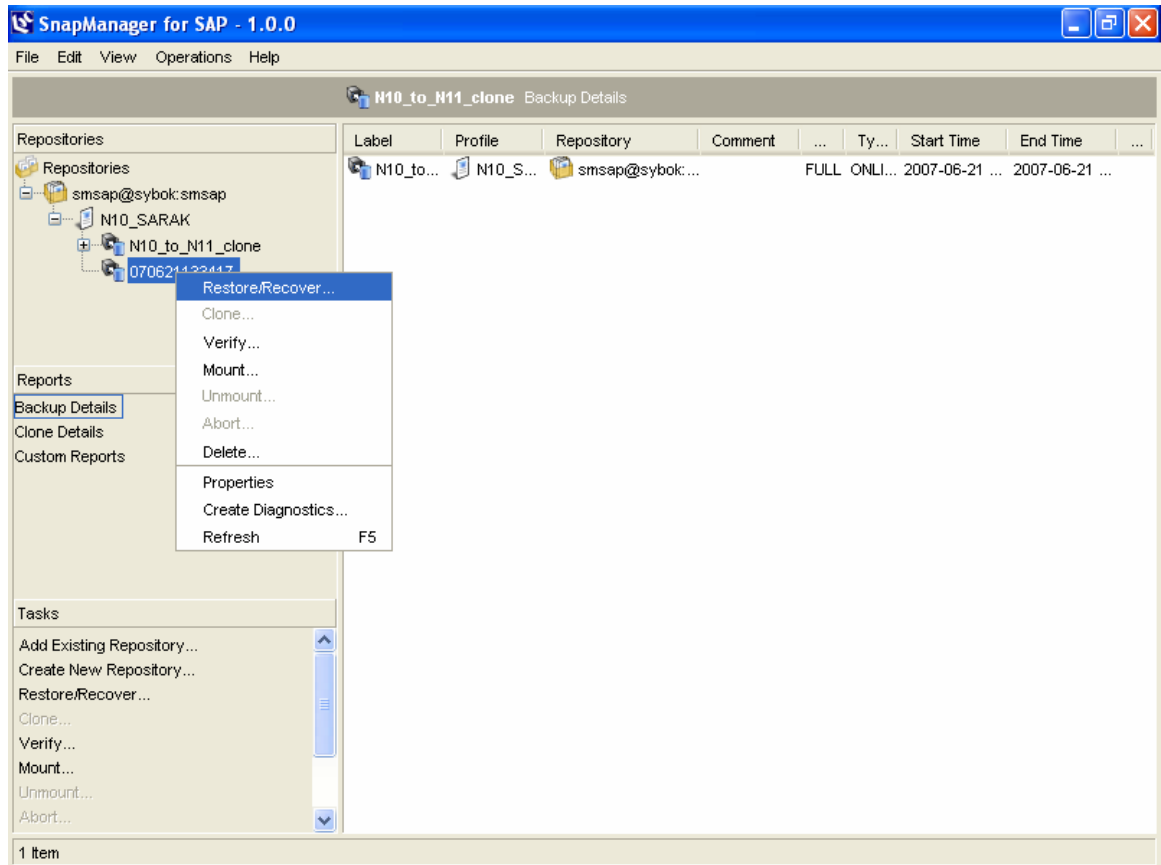 SnapManager for SAP - 1.0.0
File Edit View Operations Help
N10_to_N11_clone Backup Details
Repositories
Label Profile Repository Comment ... Ty... Start Time End Time ...
Repositories
N10_to... N10_S... smsap@sybok:... FULL ONLI... 2007-06-21 ... 2007-06-21 ...
smsap@sybok:smsap
N10_SARAK
N10_to_N11_clone
070621133417
Restore/Recover...
Clone...
Verify...
Mount...
Unmount...
Abort...
Delete...
Properties
Create Diagnostics...
Refresh F5
Reports
Backup Details
Clone Details
Custom Reports
Tasks
Add Existing Repository...
Create New Repository...
Restore/Recover...
Clone...
Verify...
Mount...
Unmount...
Abort...
1 Item